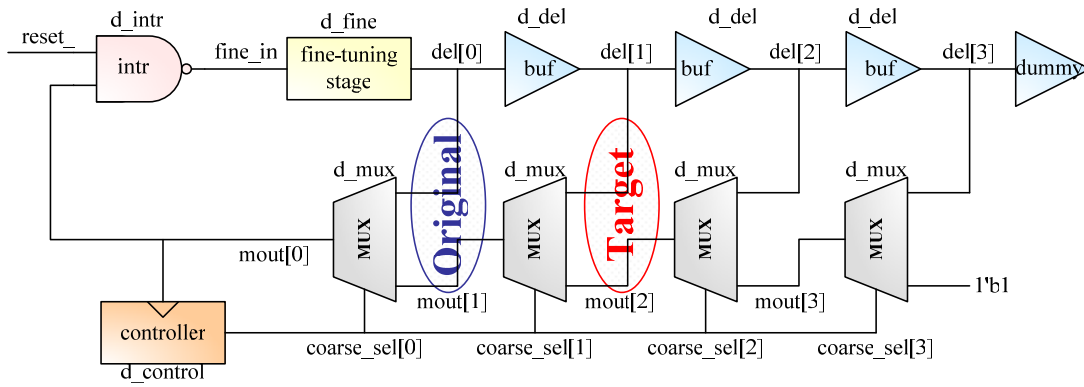 d_intr
d_fine
d_del
d_del
d_del
reset_
intr
fine_in
fine-tuning
stage
del[0]
buf
del[1]
buf
del[2]
buf
del[3]
dummy
Original
Target
d_mux
d_mux
d_mux
d_mux
MUX
MUX
MUX
MUX
mout[0]
mout[1]
mout[2]
mout[3]
1'b1
controller
d_control
coarse_sel[0]
coarse_sel[1]
coarse_sel[2]
coarse_sel[3]